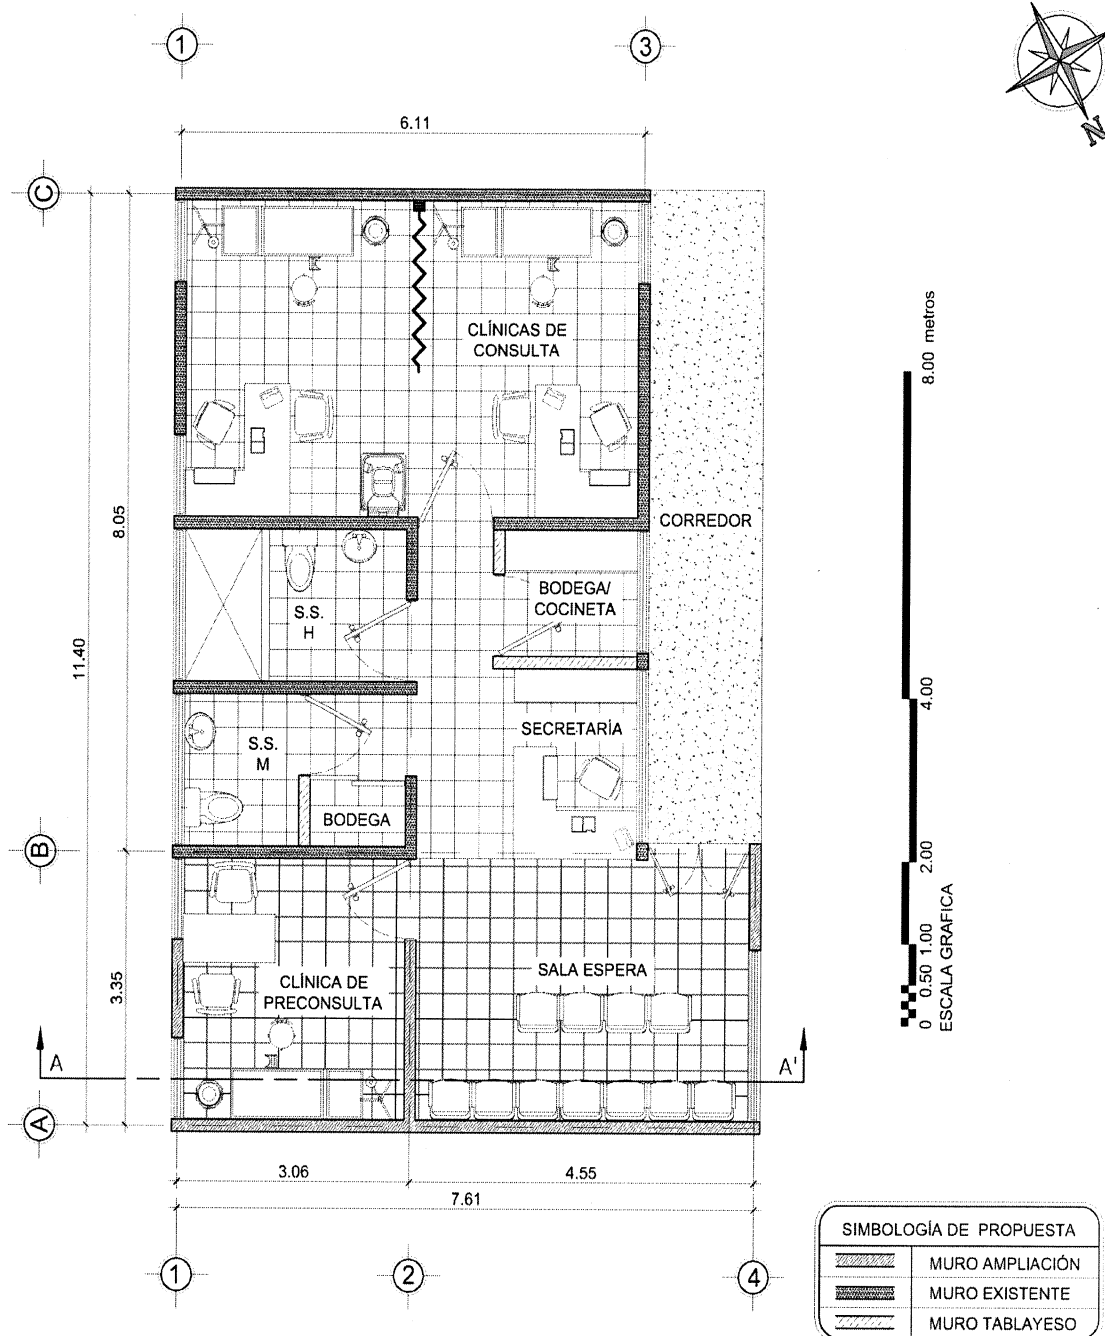 1
3
N
6.11
C
CLÍNICAS DE
CONSULTA
8.00 metros
8.05
CORREDOR
BODEGA/
COCINETA
S.S.
H
11.40
4.00
SECRETARÍA
S.S.
M
BODEGA
B
2.00
1.00
0.50
0
ESCALA GRAFICA
SALA ESPERA
CLÍNICA DE
PRECONSULTA
3.35
A
A'
A
3.06
4.55
7.61
1
2
4
SIMBOLOGÍA DE PROPUESTA
MURO AMPLIACIÓN
MURO EXISTENTE
MURO TABLAYESO